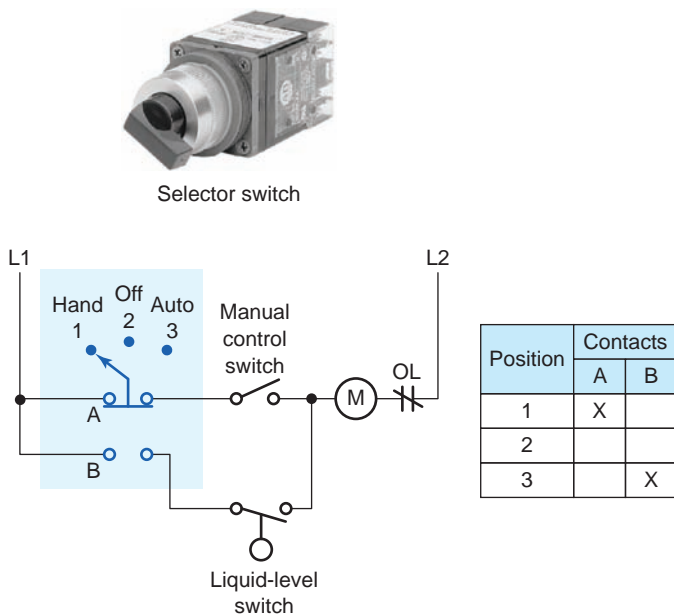 Selector switch
L1
L2
Hand
Off
Auto
1
2
3
Manual
control
switch
OL
M
A
B
Liquid-level
switch
Position
Contacts
A
B
1
X
2
3
X